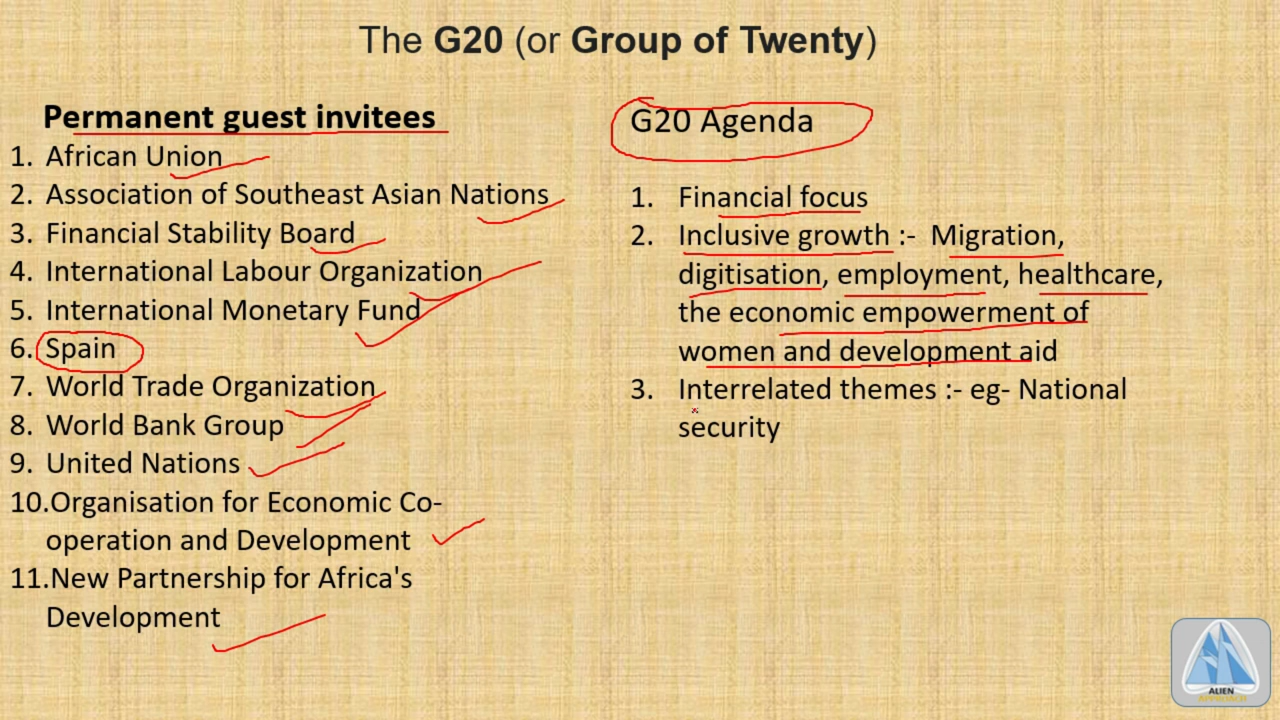 The G20 (or Group of Twenty)
Permanent guest invitees
1. African Union
2. Association of Southeast Asian Nations
3. Financial Stability Board
4. International Labour Organization
5. International Monetary Fund
6. Spain
7. World Trade Organization
8. World Bank Group
9. United Nations
10.Organisation for Economic Co-
operation and Development
11.New Partnership for Africa's
Development
G20 Agenda
1. Financial focus
2. Inclusive growth :- Migration,
digitisation, employment, healthcare,
the economic empowerment of
women and development aid
3. Interrelated themes :- eg- National
security
ALIEN